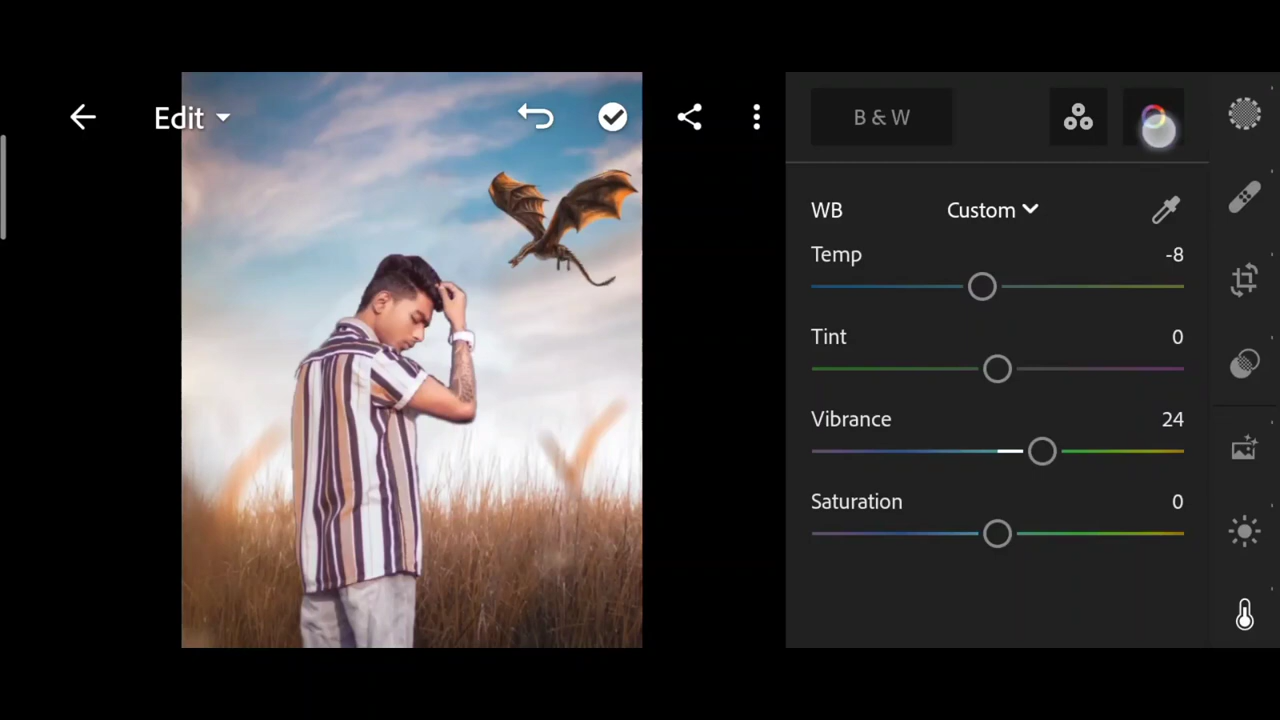 Edit
B & W
WB Custom
Temp -8
Tint 0
Vibrance 24
Saturation 0